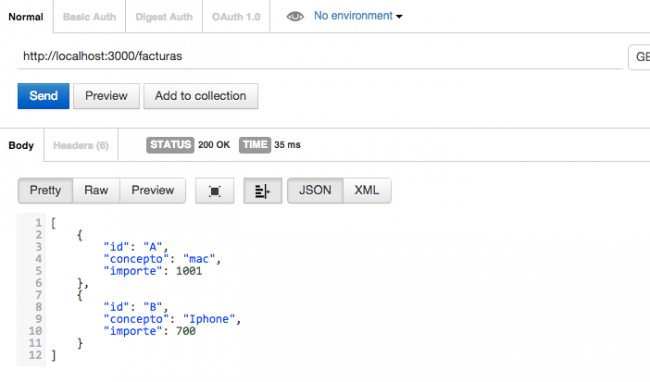 Normal Basic Auth Digest Auth OAuth 1.0 No environment
http://localhost:3000/facturas GE
Send Preview Add to collection
Body Headers (6) STATUS 200 OK TIME 35 ms
Pretty Raw Preview JSON XML
1 [
2 {
3 "id": "A",
4 "concepto": "mac",
5 "importe": 1001
6 },
7 {
8 "id": "B",
9 "concepto": "Iphone",
10 "importe": 700
11 }
12 ]